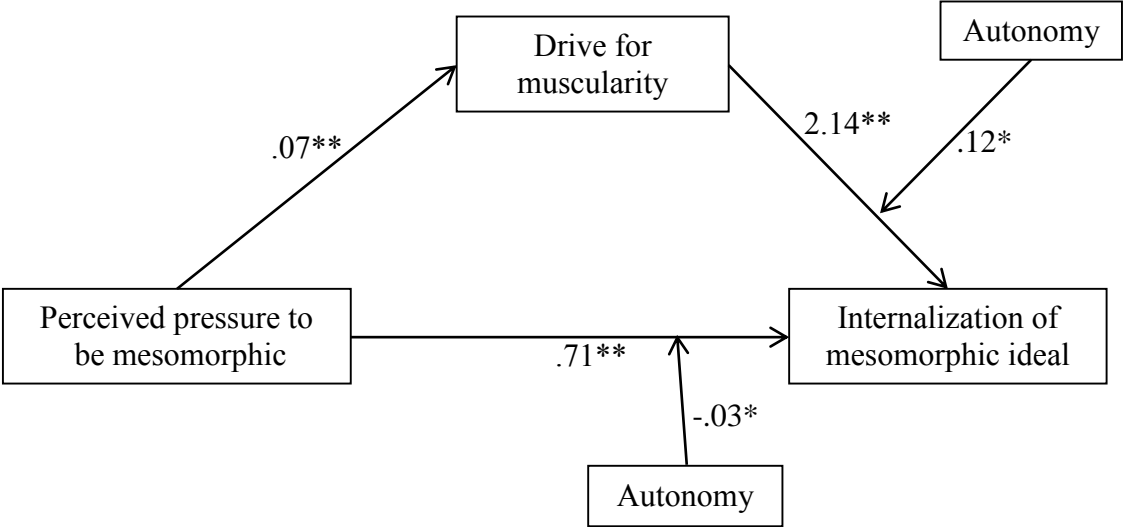 Autonomy
Drive for
muscularity
2.14**
.12*
.07**
Perceived pressure to
be mesomorphic
Internalization of
mesomorphic ideal
.71**
-.03*
Autonomy